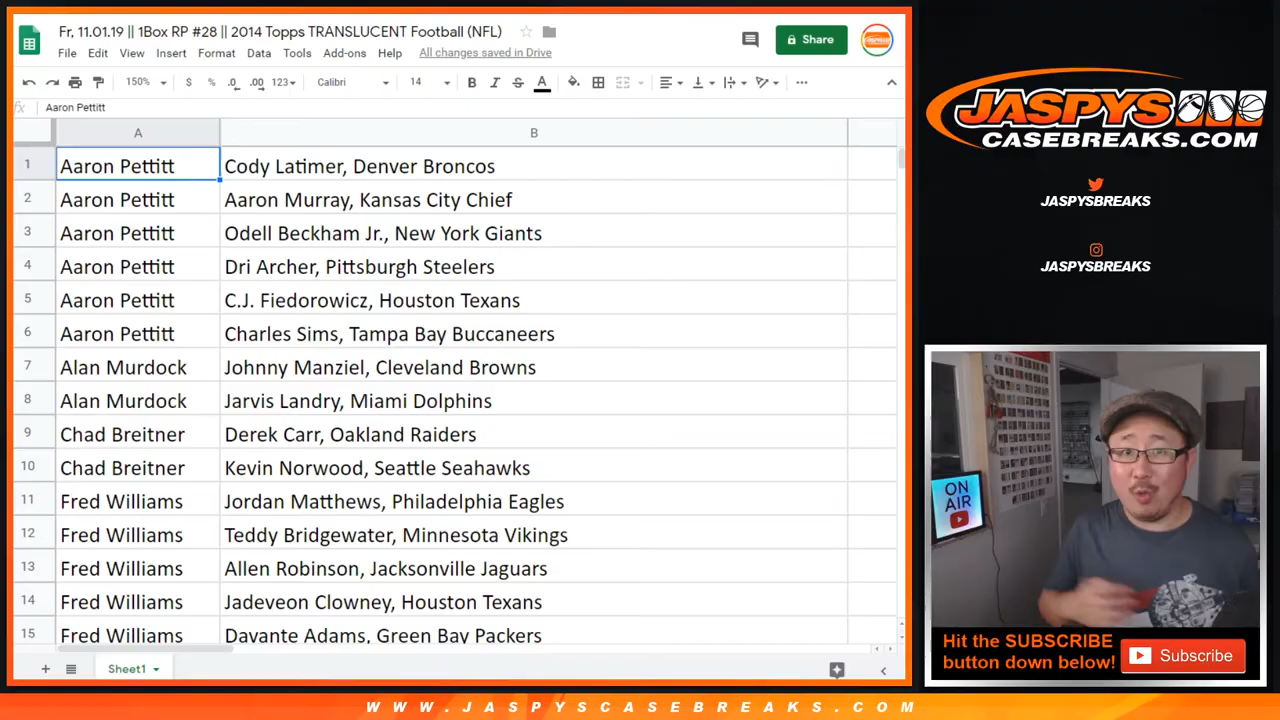 Fr, 11.01.19 || 1Box RP #28 || 2014 Topps TRANSLUCENT Football (NFL)
File Edit View Insert Format Data Tools Add-ons Help All changes saved in Drive
Share
150% $ % .0 .00 123 Calibri 14 B I S A
fx Aaron Pettitt
A B
1 Aaron Pettitt Cody Latimer, Denver Broncos
2 Aaron Pettitt Aaron Murray, Kansas City Chief
3 Aaron Pettitt Odell Beckham Jr., New York Giants
4 Aaron Pettitt Dri Archer, Pittsburgh Steelers
5 Aaron Pettitt C.J. Fiedorowicz, Houston Texans
6 Aaron Pettitt Charles Sims, Tampa Bay Buccaneers
7 Alan Murdock Johnny Manziel, Cleveland Browns
8 Alan Murdock Jarvis Landry, Miami Dolphins
9 Chad Breitner Derek Carr, Oakland Raiders
10 Chad Breitner Kevin Norwood, Seattle Seahawks
11 Fred Williams Jordan Matthews, Philadelphia Eagles
12 Fred Williams Teddy Bridgewater, Minnesota Vikings
13 Fred Williams Allen Robinson, Jacksonville Jaguars
14 Fred Williams Jadeveon Clowney, Houston Texans
15 Fred Williams Davante Adams, Green Bay Packers
Sheet1
JASPYS
CASEBREAKS.COM
JASPYSBREAKS
JASPYSBREAKS
ON
AIR
Hit the SUBSCRIBE
button down below!
Subscribe
WWW.JASPYSCASEBREAKS.COM